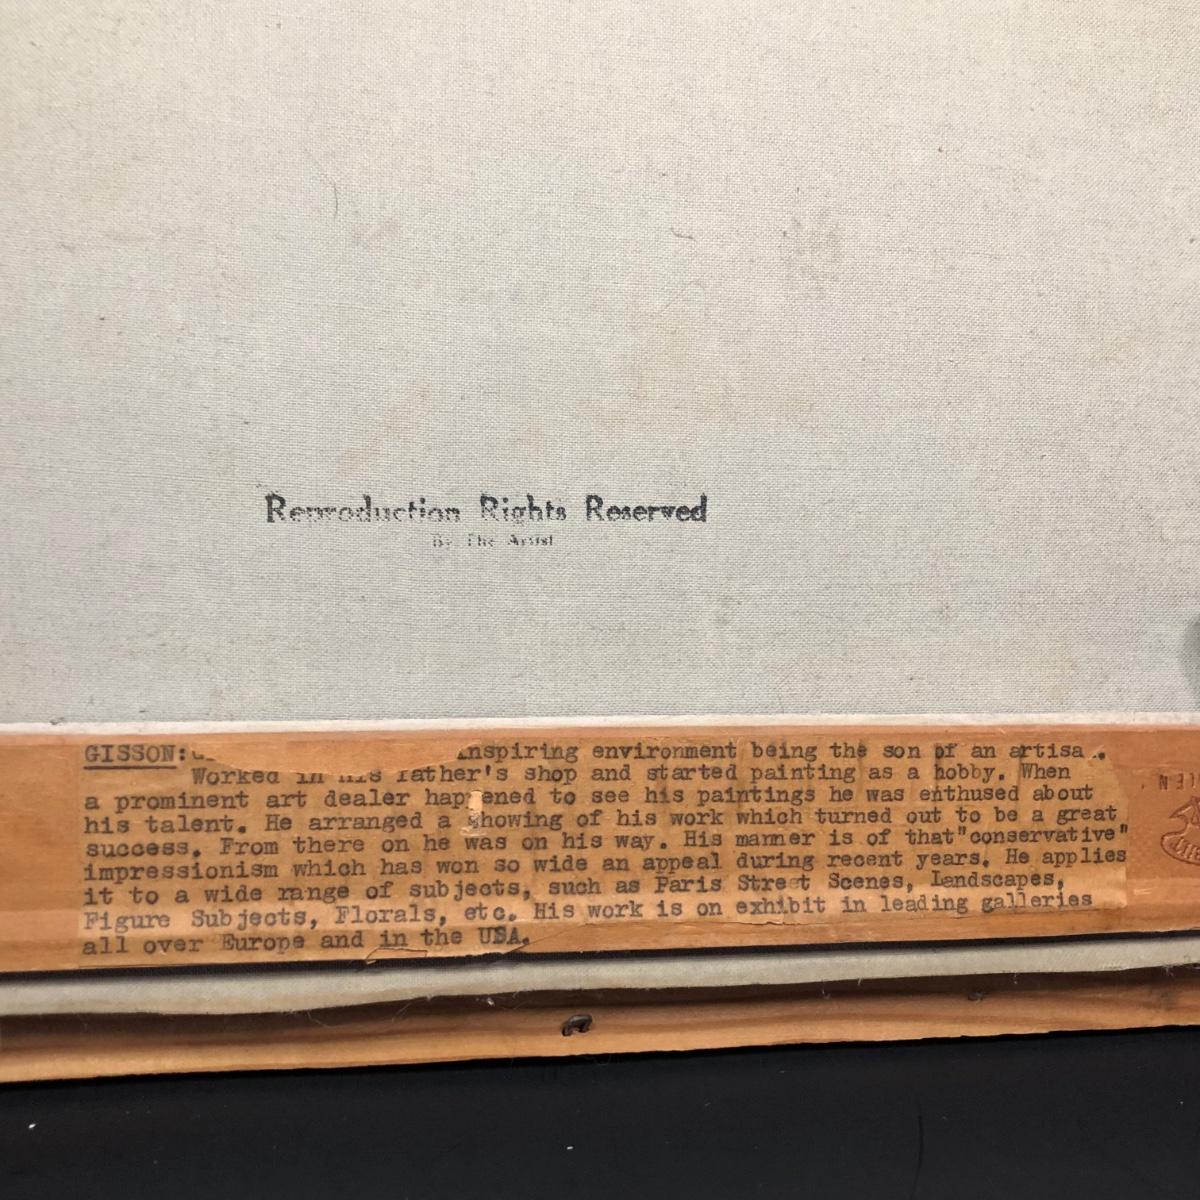 Reproduction Rights Reserved
By The Artist
GISSON: inspiring environment being the son of an artisa .
Worked in his father's shop and started painting as a hobby. When
a prominent art dealer happened to see his paintings he was enthused about
his talent. He arranged a showing of his work which turned out to be a great
success. From there on he was on his way. His manner is of that "conservative"
impressionism which has won so wide an appeal during recent years. He applies
it to a wide range of subjects, such as Paris Street Scenes, Landscapes,
Figure Subjects, Florals, etc. His work is on exhibit in leading galleries
all over Europe and in the USA.